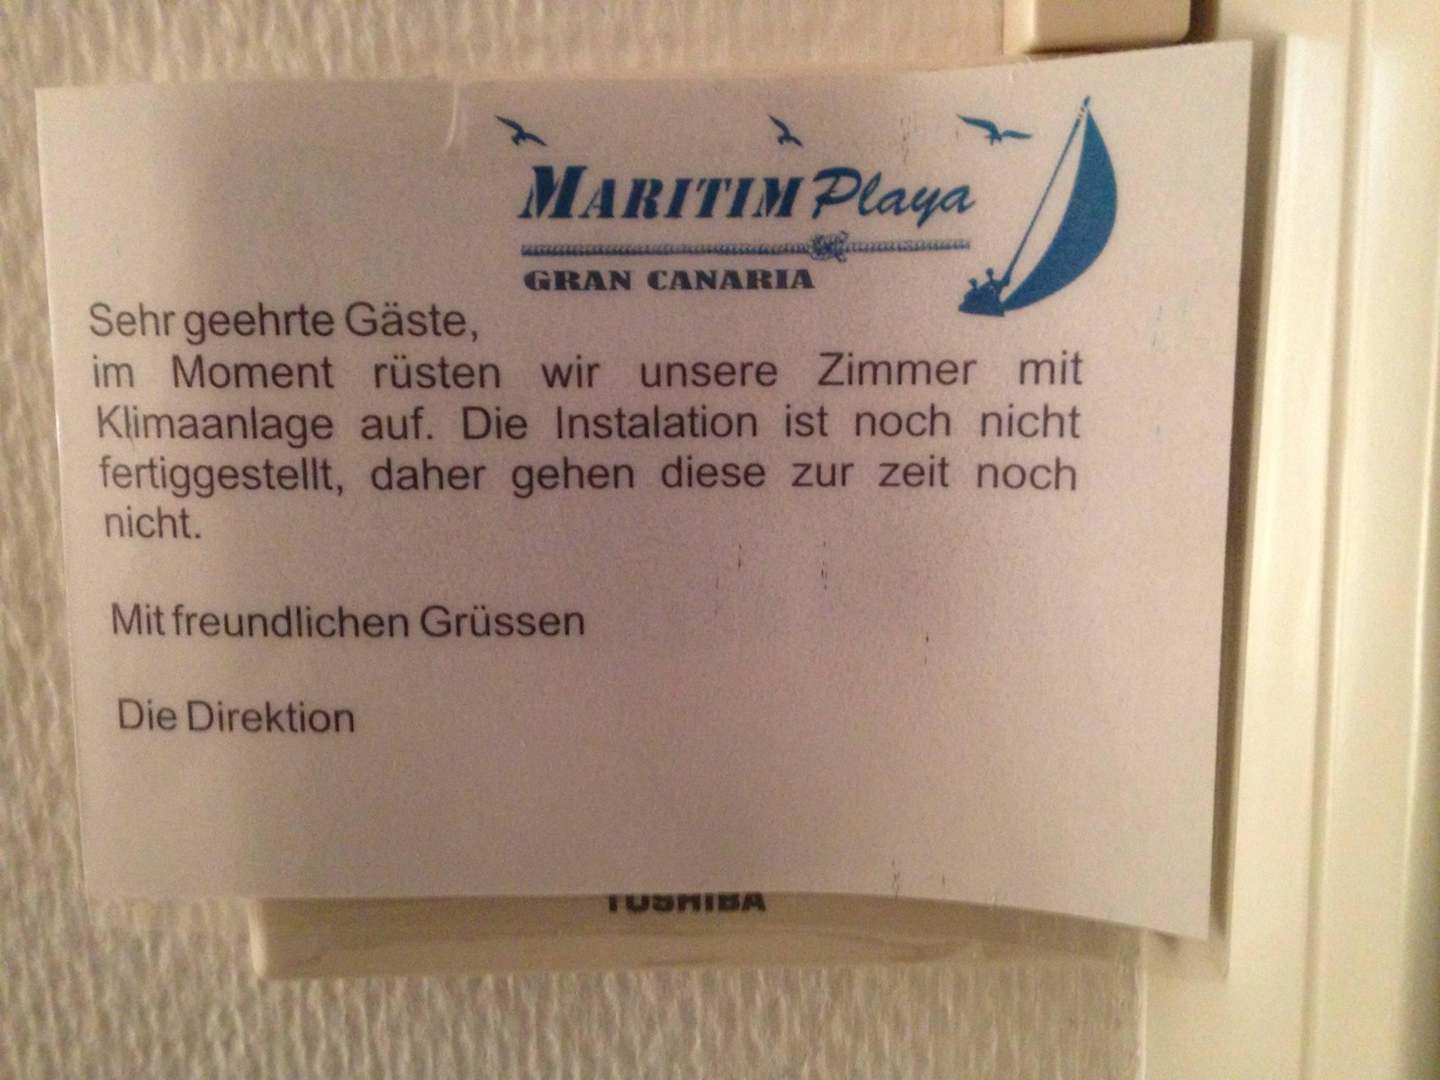 MARITIM Playa
GRAN CANARIA
Sehr geehrte Gäste,
im Moment rüsten wir unsere Zimmer mit
Klimaanlage auf. Die Instalation ist noch nicht
fertiggestellt, daher gehen diese zur zeit noch
nicht.
Mit freundlichen Grüssen
Die Direktion
TOSHIBA